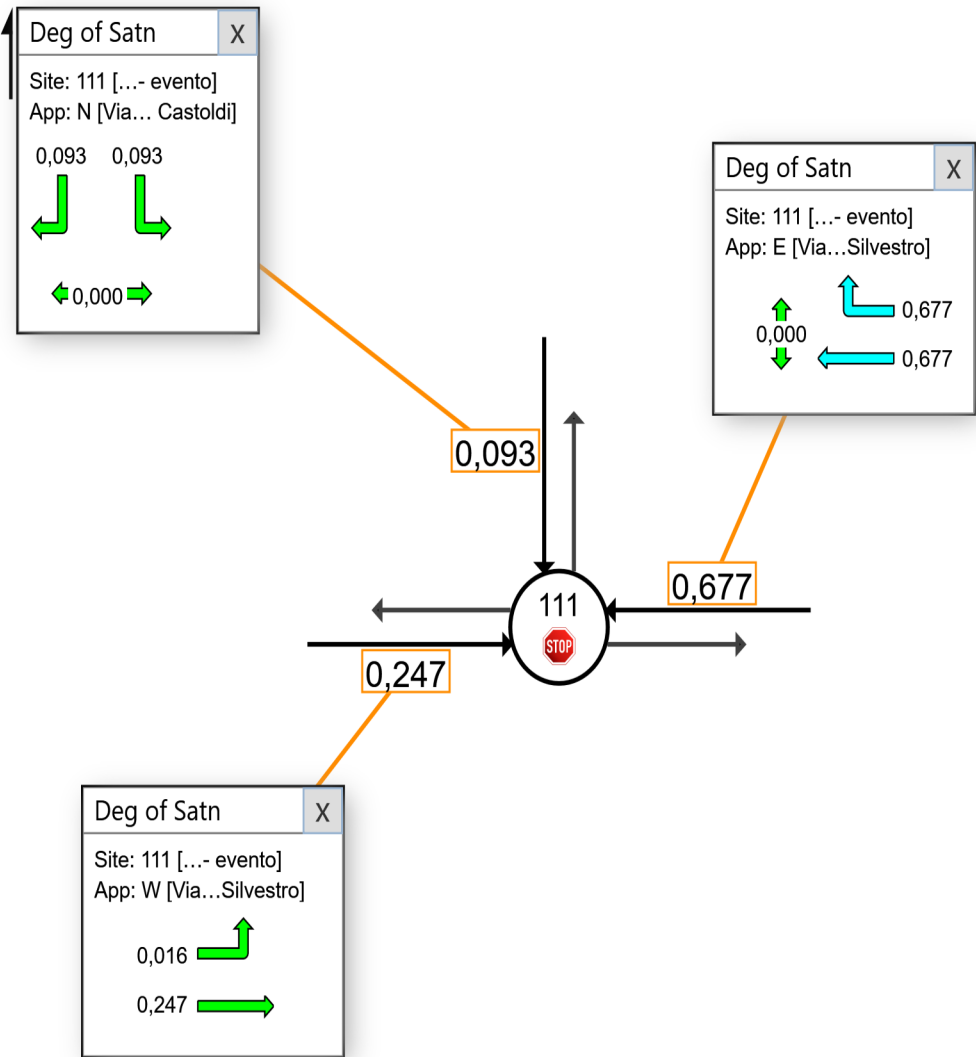 Deg of Satn X
Site: 111 [...- evento]
App: N [Via... Castoldi]
0,093 0,093
0,000
Deg of Satn X
Site: 111 [...- evento]
App: E [Via...Silvestro]
0,677
0,000
0,677
0,093
0,677
111
STOP
0,247
Deg of Satn X
Site: 111 [...- evento]
App: W [Via...Silvestro]
0,016
0,247